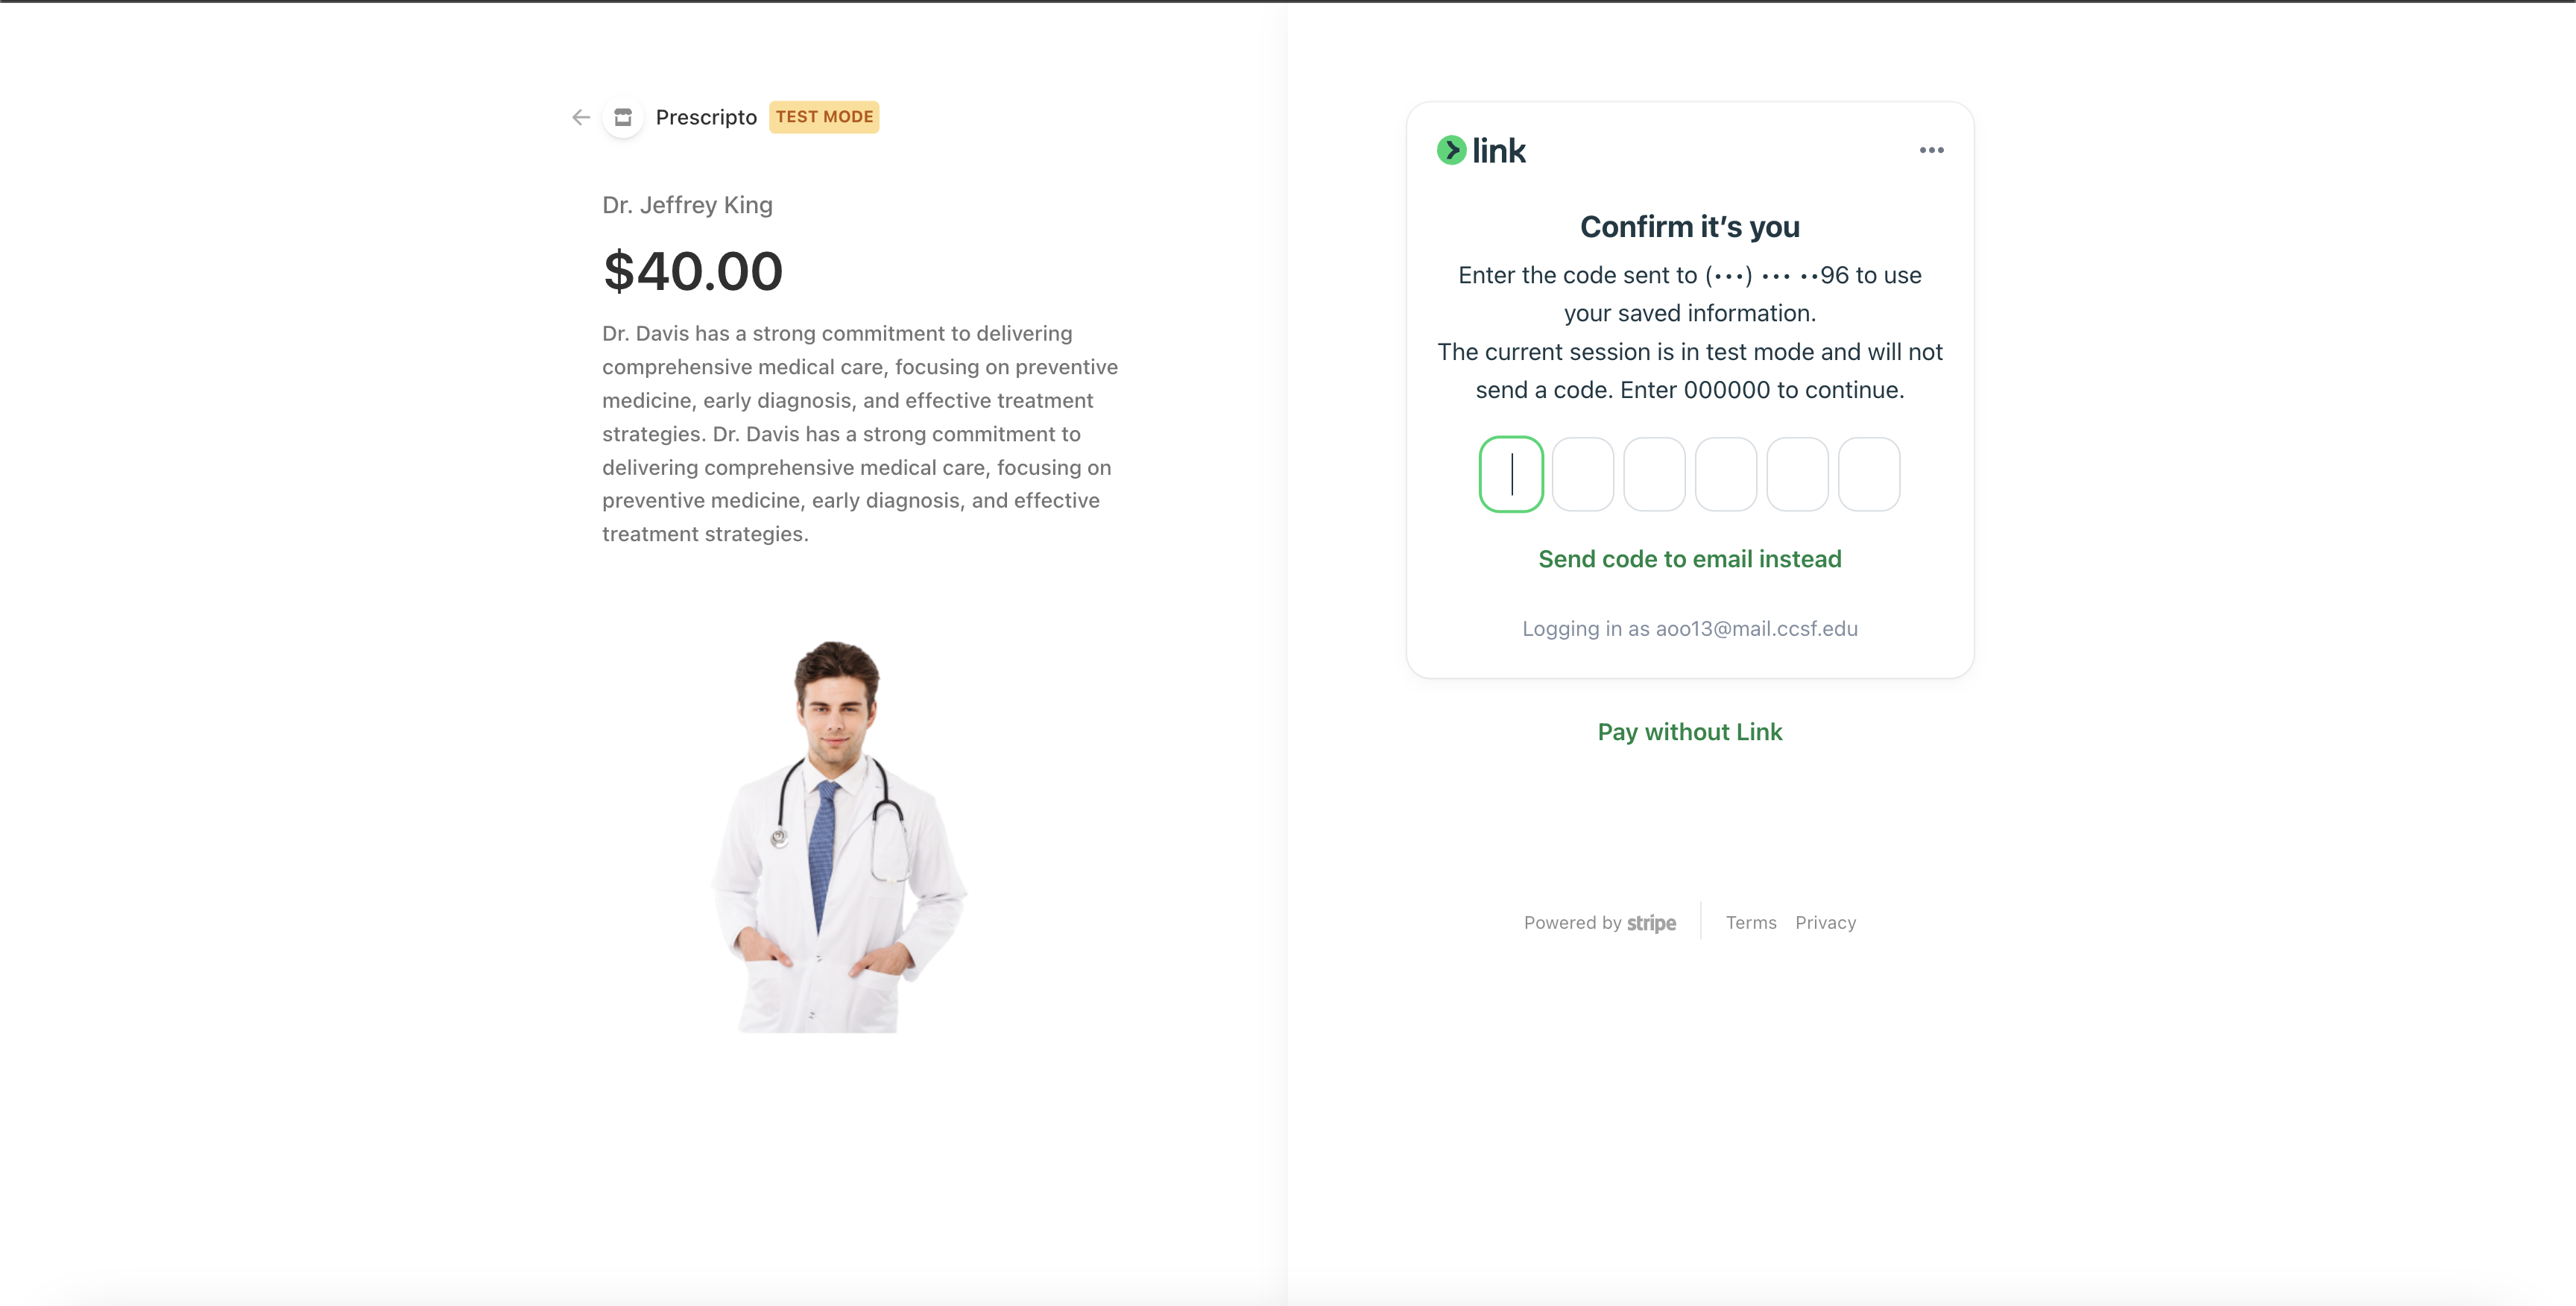 Prescripto TEST MODE
Dr. Jeffrey King
$40.00
Dr. Davis has a strong commitment to delivering
comprehensive medical care, focusing on preventive
medicine, early diagnosis, and effective treatment
strategies. Dr. Davis has a strong commitment to
delivering comprehensive medical care, focusing on
preventive medicine, early diagnosis, and effective
treatment strategies.
link
Confirm it’s you
Enter the code sent to (•••) ••• ••96 to use
your saved information.
The current session is in test mode and will not
send a code. Enter 000000 to continue.
Send code to email instead
Logging in as aoo13@mail.ccsf.edu
Pay without Link
Powered by stripe
Terms Privacy